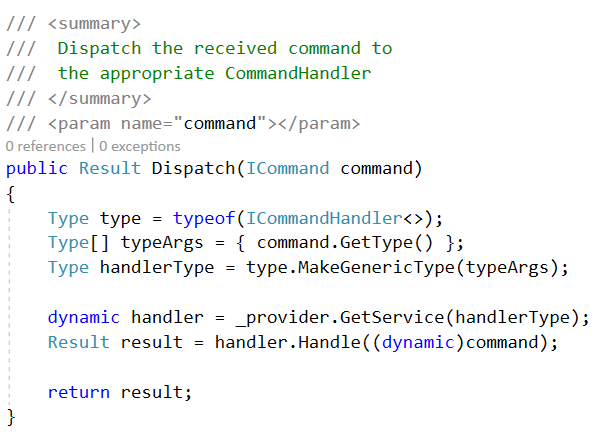 /// <summary>
///  Dispatch the received command to
///  the appropriate CommandHandler
/// </summary>
/// <param name="command"></param>
0 references | 0 exceptions
public Result Dispatch(ICommand command)
{
    Type type = typeof(ICommandHandler<>);
    Type[] typeArgs = { command.GetType() };
    Type handlerType = type.MakeGenericType(typeArgs);

    dynamic handler = _provider.GetService(handlerType);
    Result result = handler.Handle((dynamic)command);

    return result;
}